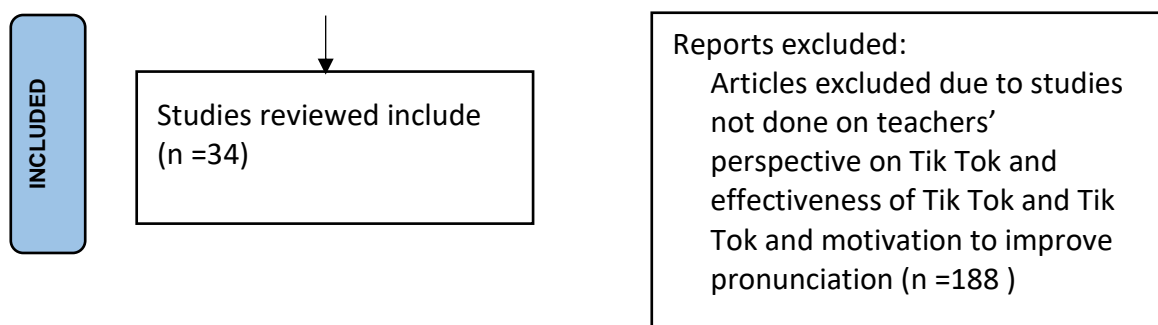 INCLUDED
Studies reviewed include
(n =34)
Reports excluded:
Articles excluded due to studies
not done on teachers’
perspective on Tik Tok and
effectiveness of Tik Tok and Tik
Tok and motivation to improve
pronunciation (n =188 )